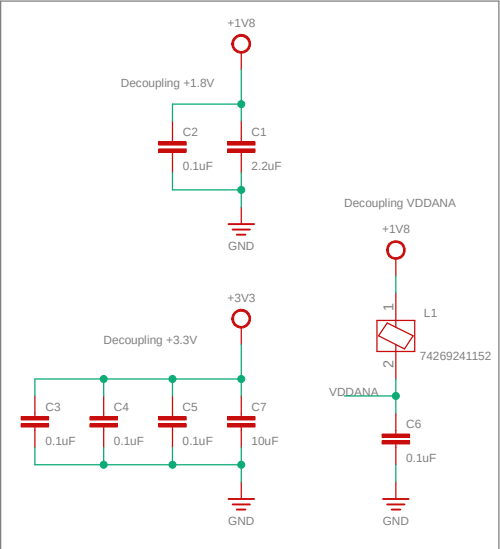 +1V8
Decoupling +1.8V
C2
C1
0.1uF
2.2uF
GND
Decoupling VDDANA
+1V8
1
L1
74269241152
2
VDDANA
C6
0.1uF
GND
+3V3
Decoupling +3.3V
C3
C4
C5
C7
0.1uF
0.1uF
0.1uF
10uF
GND